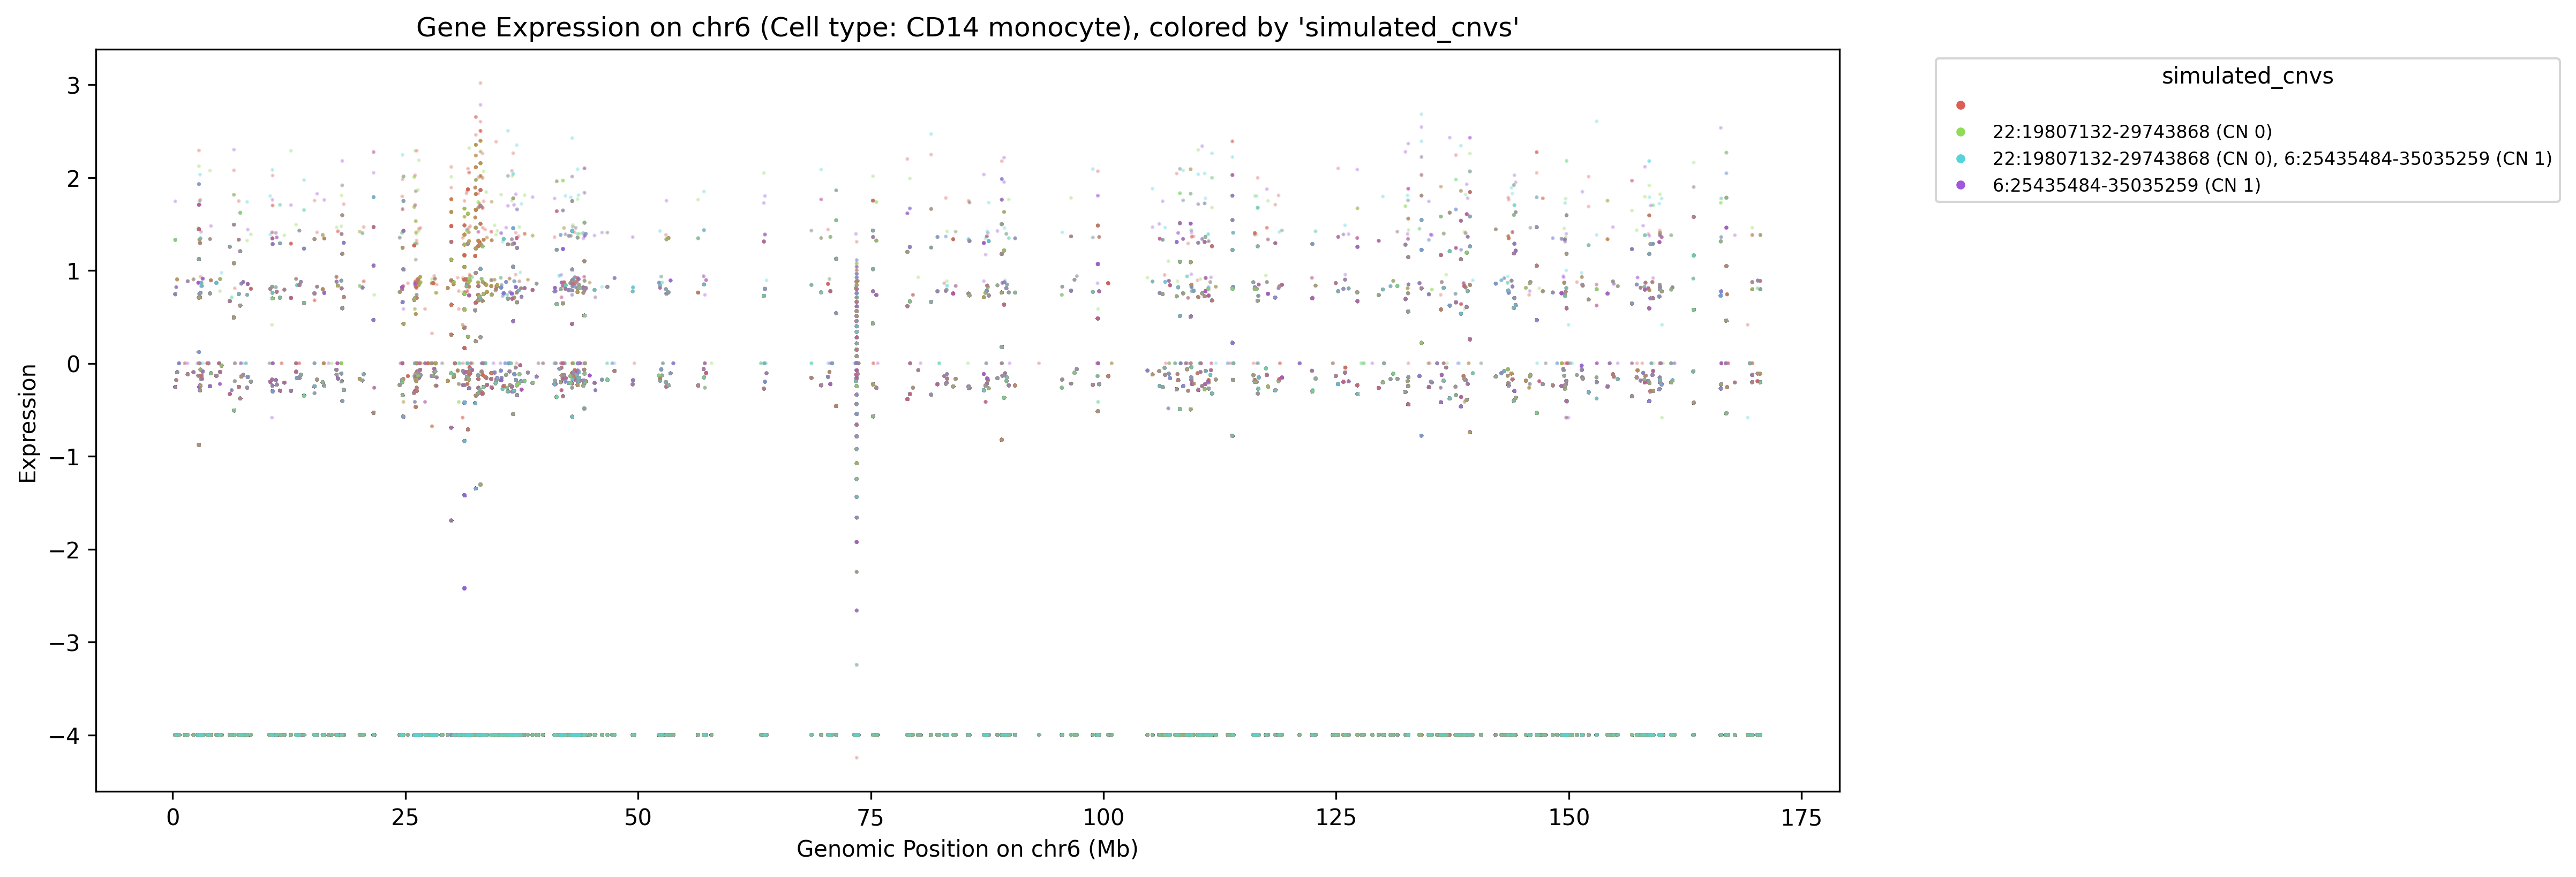 Gene Expression on chr6 (Cell type: CD14 monocyte), colored by 'simulated_cnvs'
simulated_cnvs
22:19807132-29743868 (CN 0)
22:19807132-29743868 (CN 0), 6:25435484-35035259 (CN 1)
6:25435484-35035259 (CN 1)
Expression
3
2
1
0
−1
−2
−3
−4
0 25 50 75 100 125 150 175
Genomic Position on chr6 (Mb)